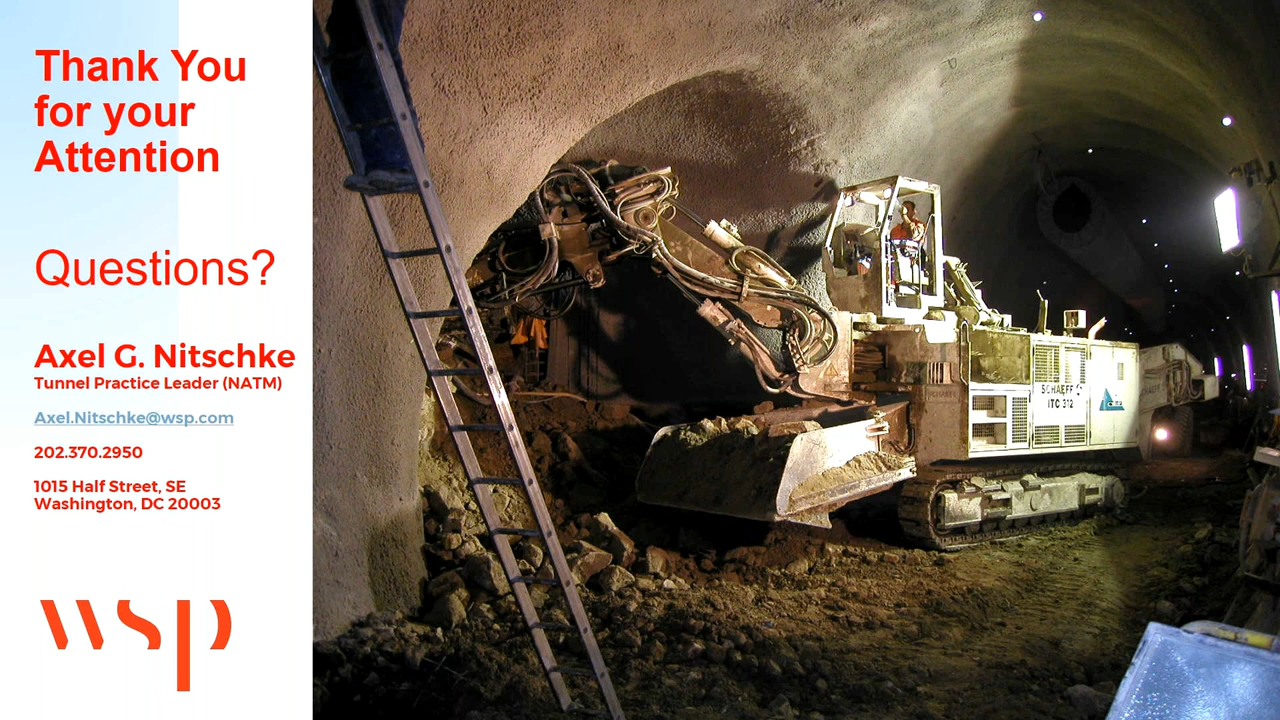 Thank You
for your
Attention
Questions?
Axel G. Nitschke
Tunnel Practice Leader (NATM)
Axel.Nitschke@wsp.com
202.370.2950
1015 Half Street, SE
Washington, DC 20003
wsp
SCHAEFF
ITC 312